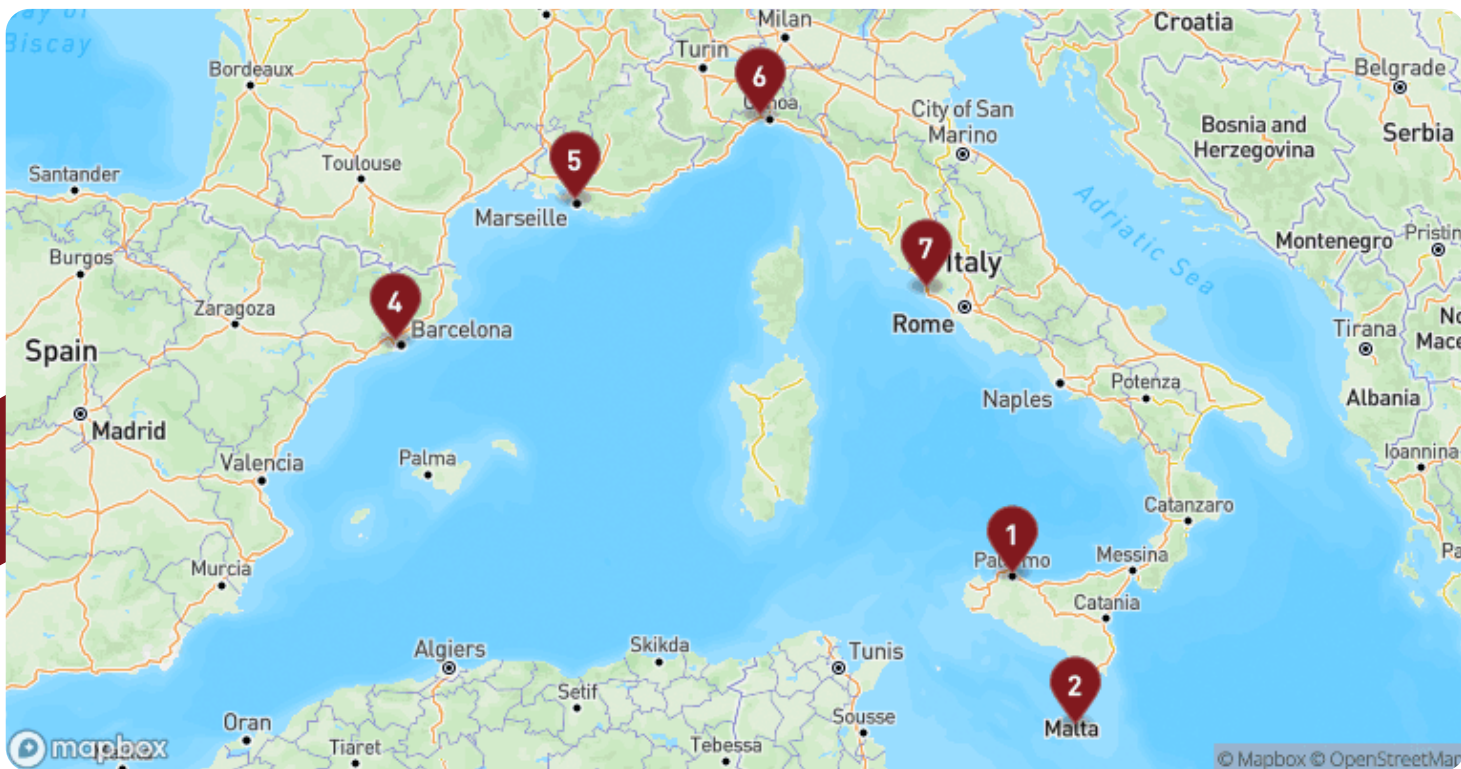 ay of
Biscay
Milan
Croatia
Turin
Bordeaux
6
Belgrade
City of San
Marino
Bosnia and
Herzegovina
Serbia
5
Toulouse
Santander
Marseille
Adriatic Sea
Montenegro
Burgos
7
Italy
4
Zaragoza
Barcelona
Rome
Tirana
Spain
Naples
Potenza
Albania
Madrid
Palma
Valencia
Ioannina
Catanzaro
1
Messina
Murcia
Catania
Algiers
Skikda
Tunis
2
Setif
Malta
Oran
Sousse
mapbox
Tiaret
Tebessa
© Mapbox © OpenStreetMap